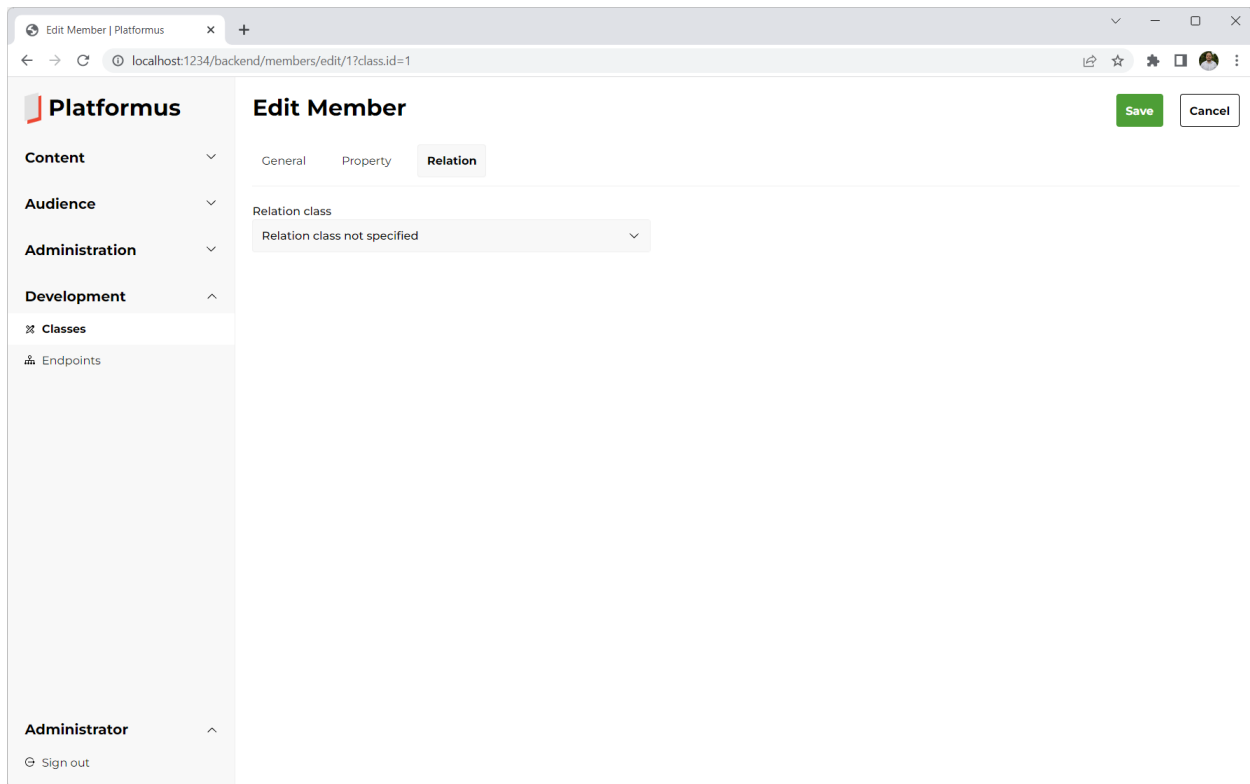 Edit Member | Platformus
localhost:1234/backend/members/edit/1?class.id=1
Platformus
Content
Audience
Administration
Development
Classes
Endpoints
Administrator
Sign out
Edit Member
Save
Cancel
General
Property
Relation
Relation class
Relation class not specified